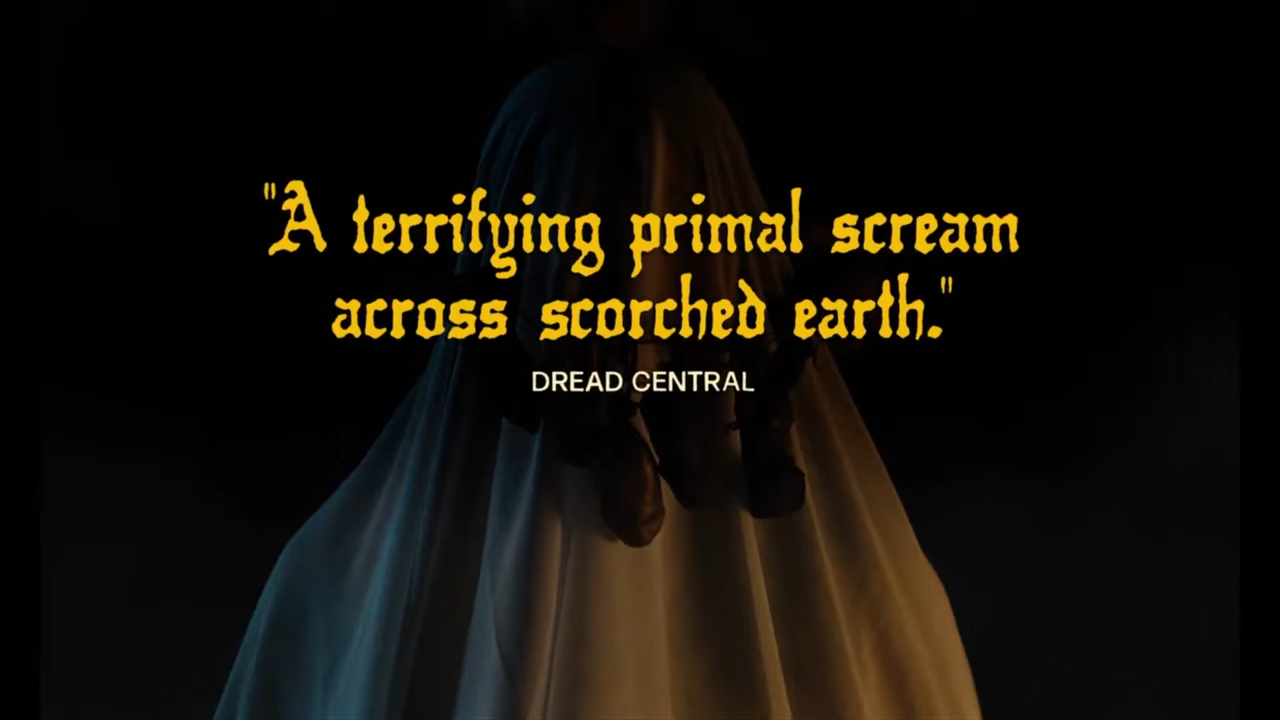 "A terrifying primal scream
across scorched earth."
DREAD CENTRAL